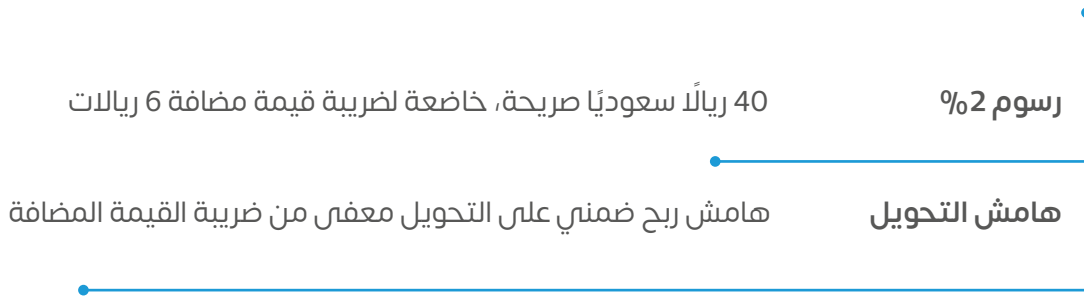 رسوم 2% 40 ريالًا سعوديًا صريحة، خاضعة لضريبة قيمة مضافة 6 ريالات
هامش التحويل هامش ربح ضمني على التحويل معفى من ضريبة القيمة المضافة